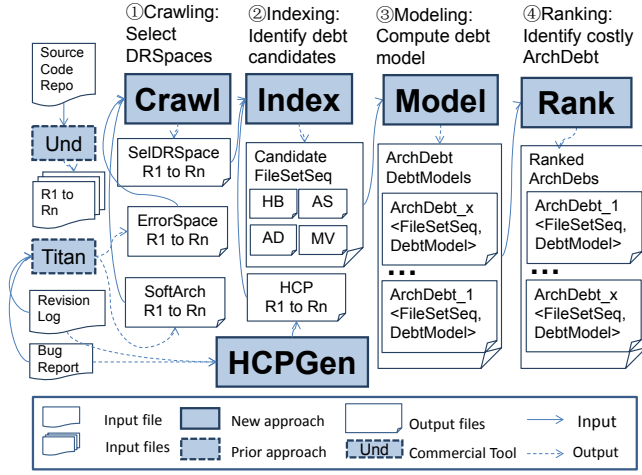 ①Crawling:
Select
DRSpaces
②Indexing:
Identify debt
candidates
③Modeling:
Compute debt
model
④Ranking:
Identify costly
ArchDebt
Source
Code
Repo
Crawl
Index
Model
Rank
Und
SelDRSpace
R1 to Rn
Candidate
FileSetSeq
HB
AS
AD
MV
ArchDebt
DebtModels
ArchDebt_x
<FileSetSeq,
DebtModel>
...
ArchDebt_1
<FileSetSeq,
DebtModel>
Ranked
ArchDebs
ArchDebt_1
<FileSetSeq,
DebtModel>
...
ArchDebt_x
<FileSetSeq,
DebtModel>
R1 to
Rn
ErrorSpace
R1 to Rn
Titan
SoftArch
R1 to Rn
HCP
R1 to Rn
Revision
Log
Bug
Report
HCPGen
Input file
New approach
Output files
Input
Input files
Prior approach
Und
Commercial Tool
Output